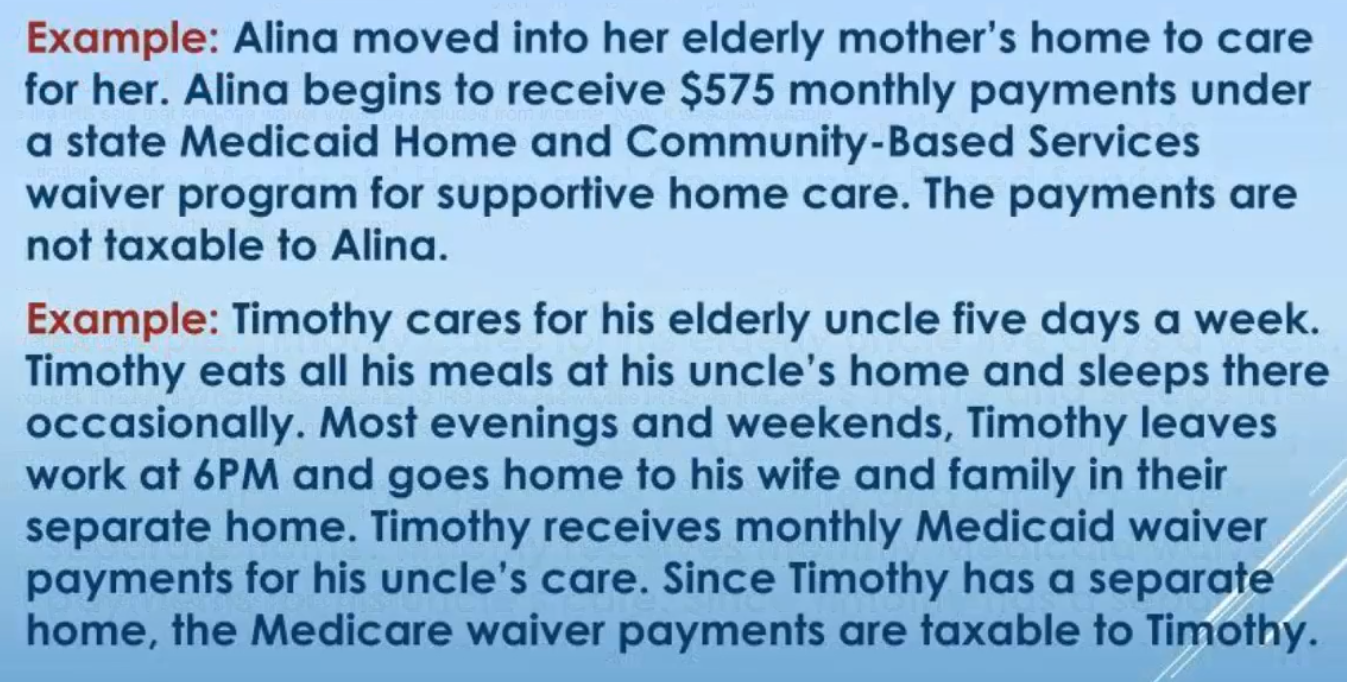 Example: Alina moved into her elderly mother's home to care
for her. Alina begins to receive $575 monthly payments under
a state Medicaid Home and Community-Based Services
waiver program for supportive home care. The payments are
not taxable to Alina.
Example: Timothy cares for his elderly uncle five days a week.
Timothy eats all his meals at his uncle's home and sleeps there
occasionally. Most evenings and weekends, Timothy leaves
work at 6PM and goes home to his wife and family in their
separate home. Timothy receives monthly Medicaid waiver
payments for his uncle's care. Since Timothy has a separate
home, the Medicare waiver payments are taxable to Timothy.